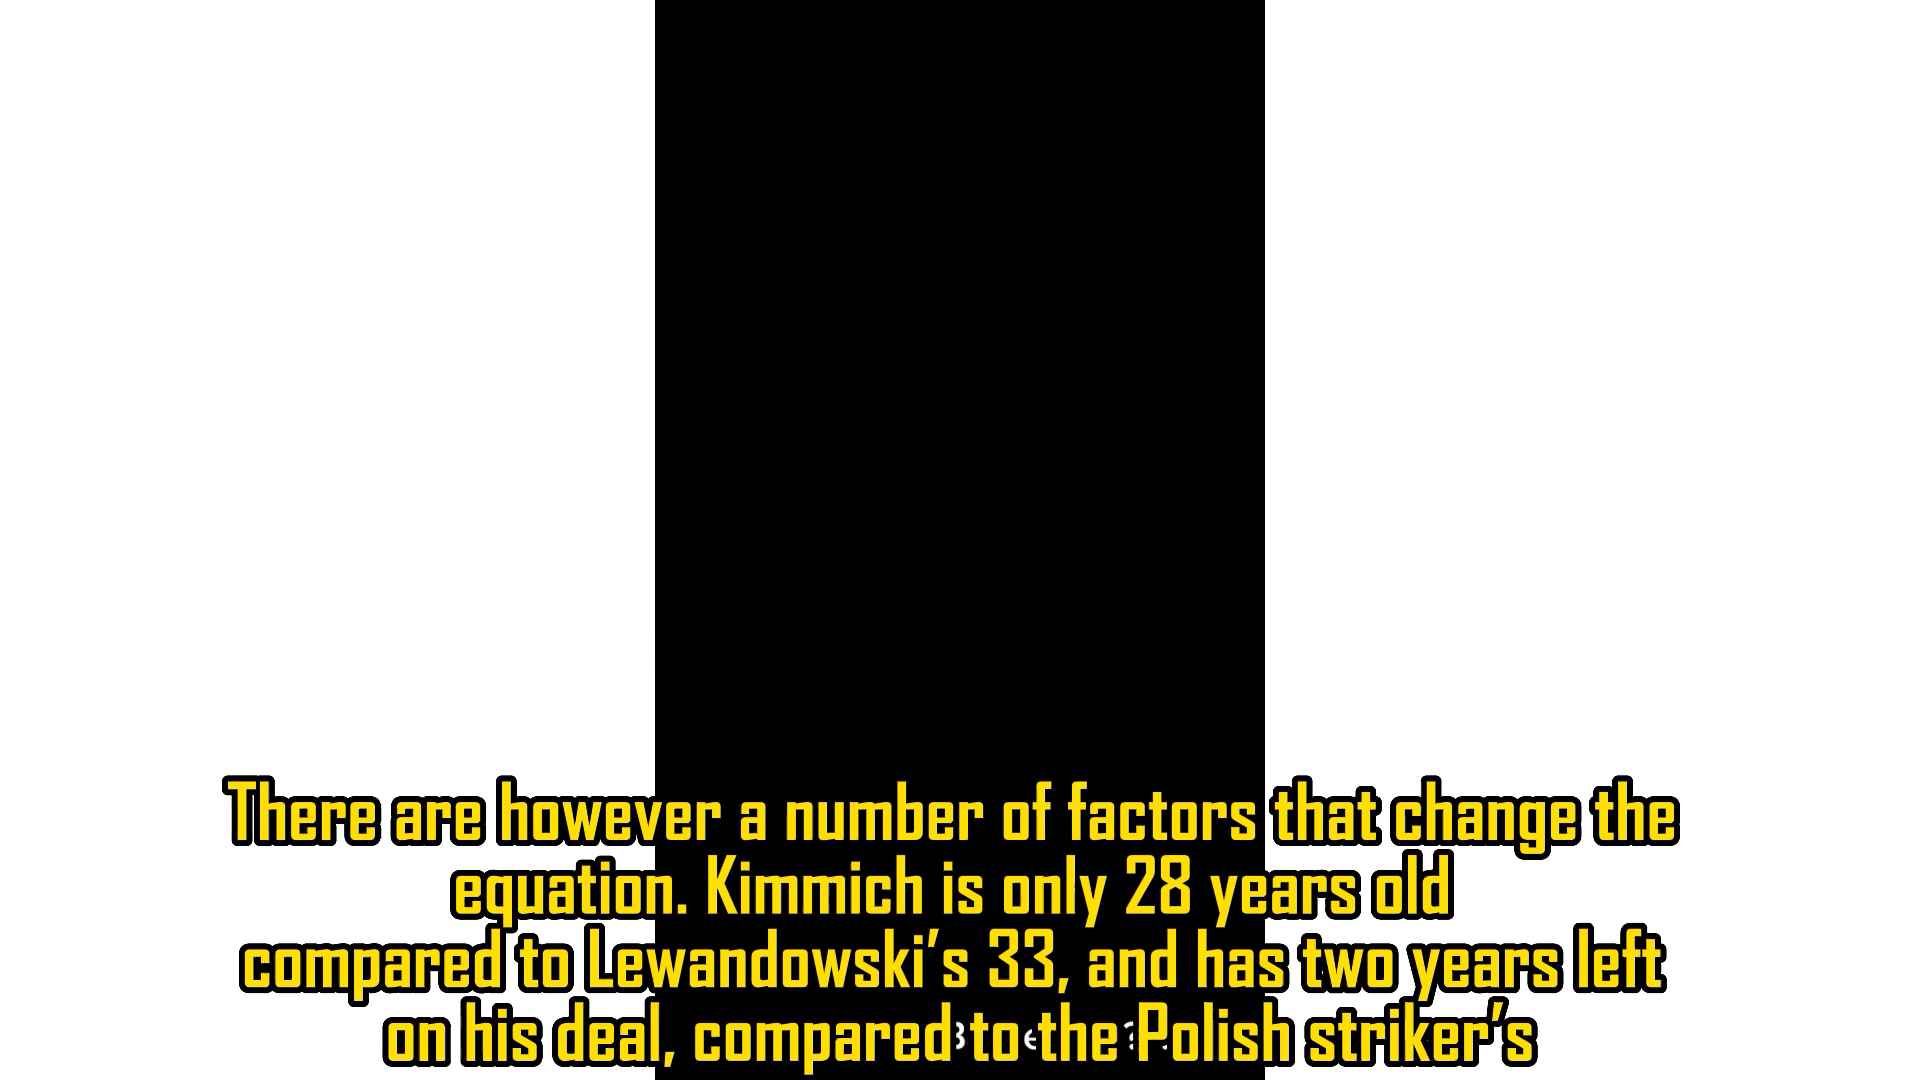 There are however a number of factors that change the
equation. Kimmich is only 28 years old
compared to Lewandowski’s 33, and has two years left
on his deal, compared to the Polish striker’s